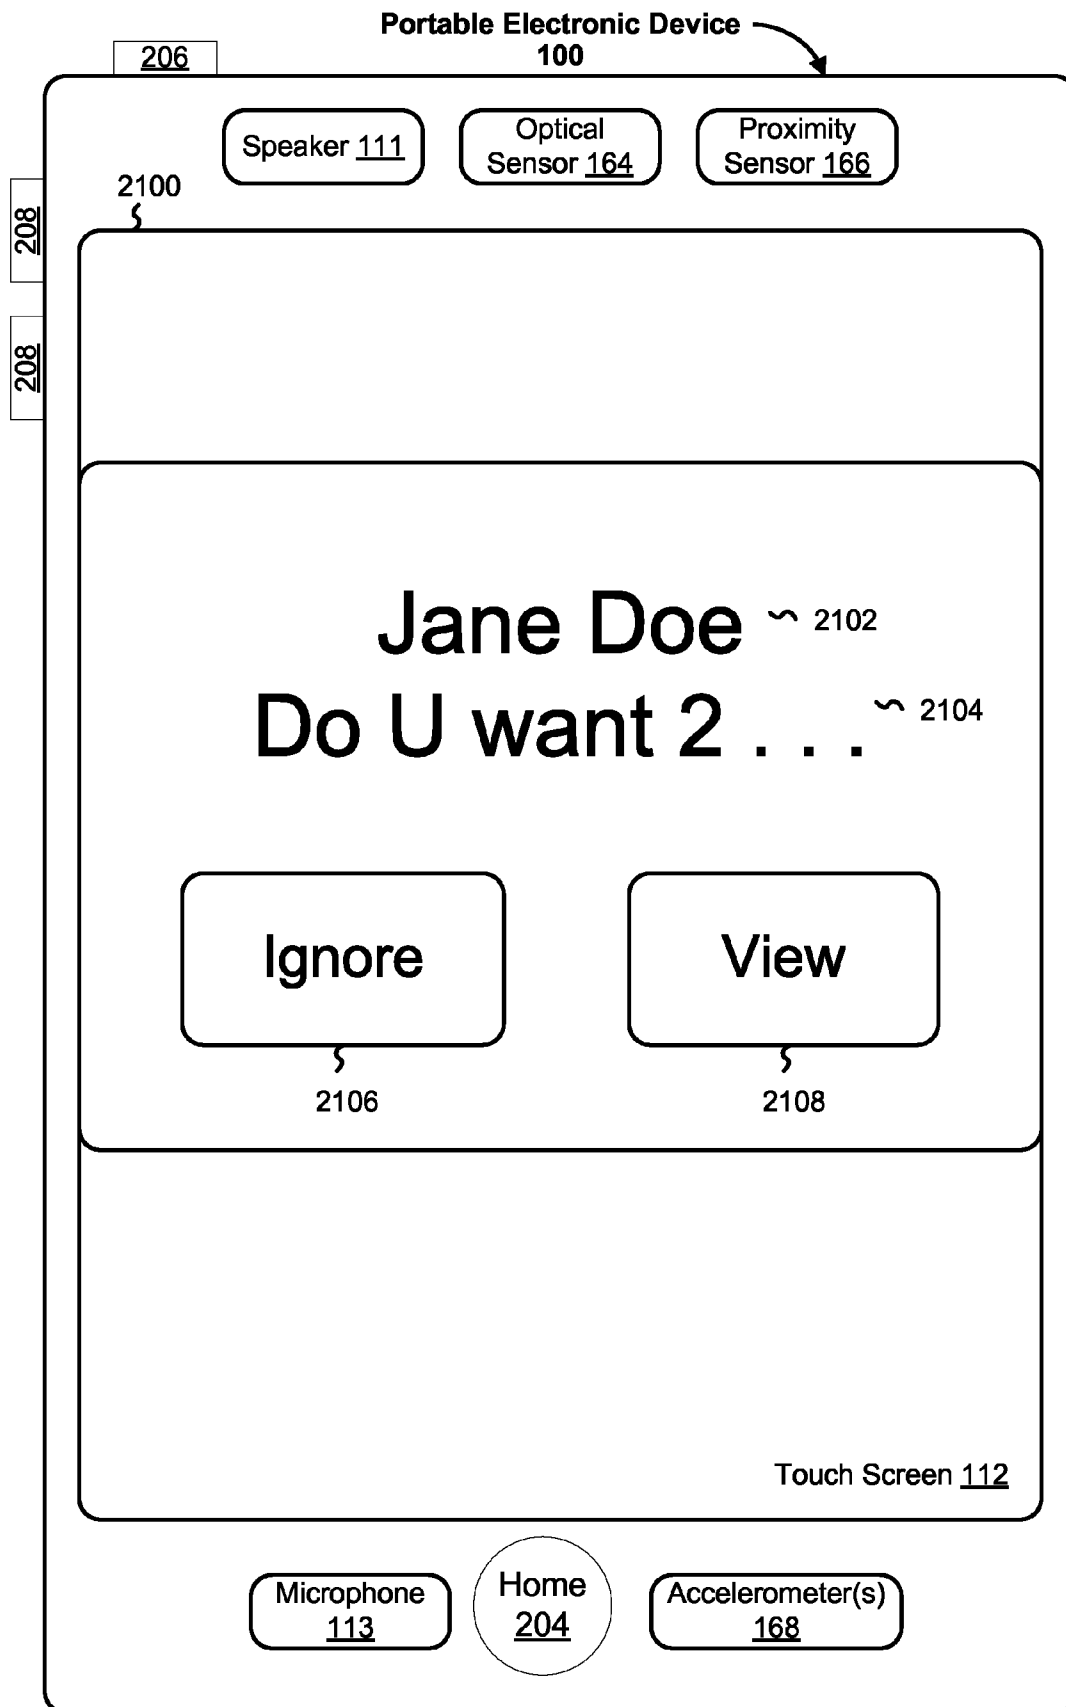 Portable Electronic Device
100
206
Speaker 111
Optical
Sensor 164
Proximity
Sensor 166
2100
208
208
Jane Doe
2102
Do U want 2 . . .
2104
Ignore
View
2106
2108
Touch Screen 112
Microphone
113
Home
204
Accelerometer(s)
168